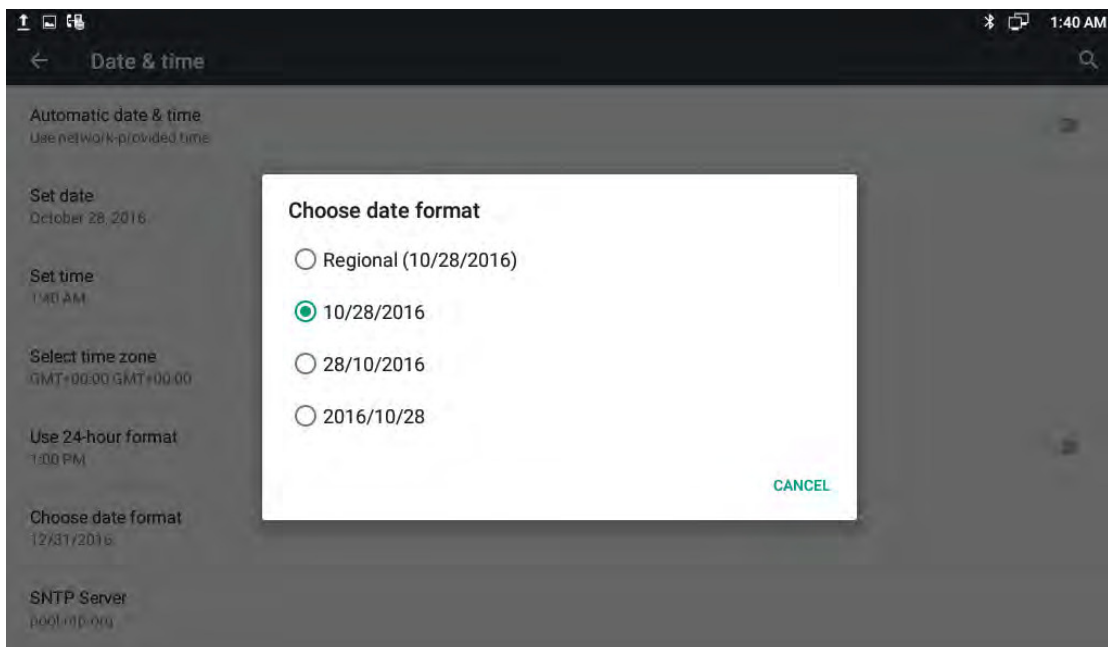 1:40 AM
Date & time
Automatic date & time
Use network-provided time
Set date
October 28, 2016
Set time
1:40 AM
Select time zone
GMT+00:00 GMT+00:00
Use 24-hour format
1:00 PM
Choose date format
12/31/2016
SNTP Server
pool.ntp.org
Choose date format
Regional (10/28/2016)
10/28/2016
28/10/2016
2016/10/28
CANCEL